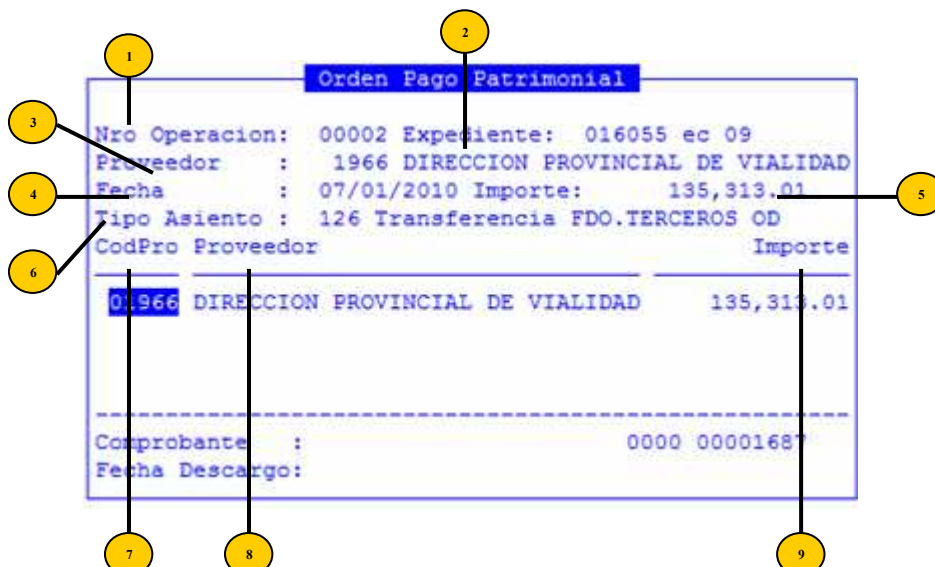 2
1
Orden Pago Patrimonial
3
Nro Operacion: 00002 Expediente: 016055 ec 09
Proveedor : 1966 DIRECCION PROVINCIAL DE VIALIDAD
4
Fecha : 07/01/2010 Importe: 135,313.01
5
Tipo Asiento : 126 Transferencia FDO.TERCEROS OD
CodPro Proveedor Importe
6
01966 DIRECCION PROVINCIAL DE VIALIDAD 135,313.01
Comprobante : 0000 00001687
Fecha Descargo:
7 8 9